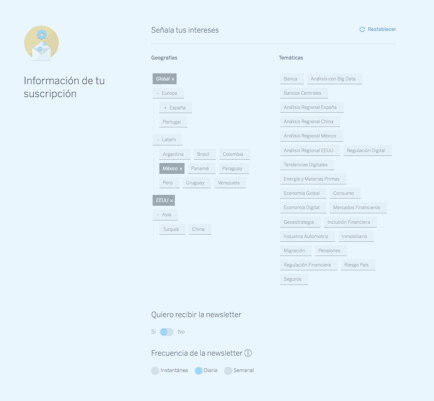 Información de tu
suscripción
Señala tus intereses
Restablecer
Geografías
Global x
- Europa
+ España
Portugal
- Latam
Argentina Brasil Colombia
México x Panamá Paraguay
Perú Uruguay Venezuela
EEUU x
- Asia
Turquía China
Temáticas
Banca Análisis con Big Data
Bancos Centrales
Análisis Regional España
Análisis Regional China
Análisis Regional México
Análisis Regional EEUU Regulación Digital
Tendencias Digitales
Energía y Materias Primas
Economía Global Consumo
Economía Digital Mercados Financieros
Geoestrategia Inclusión Financiera
Industria Automotriz Inmobiliario
Migración Pensiones
Regulación Financiera Riesgo País
Seguros
Quiero recibir la newsletter
Sí No
Frecuencia de la newsletter
Instantánea Diaria Semanal